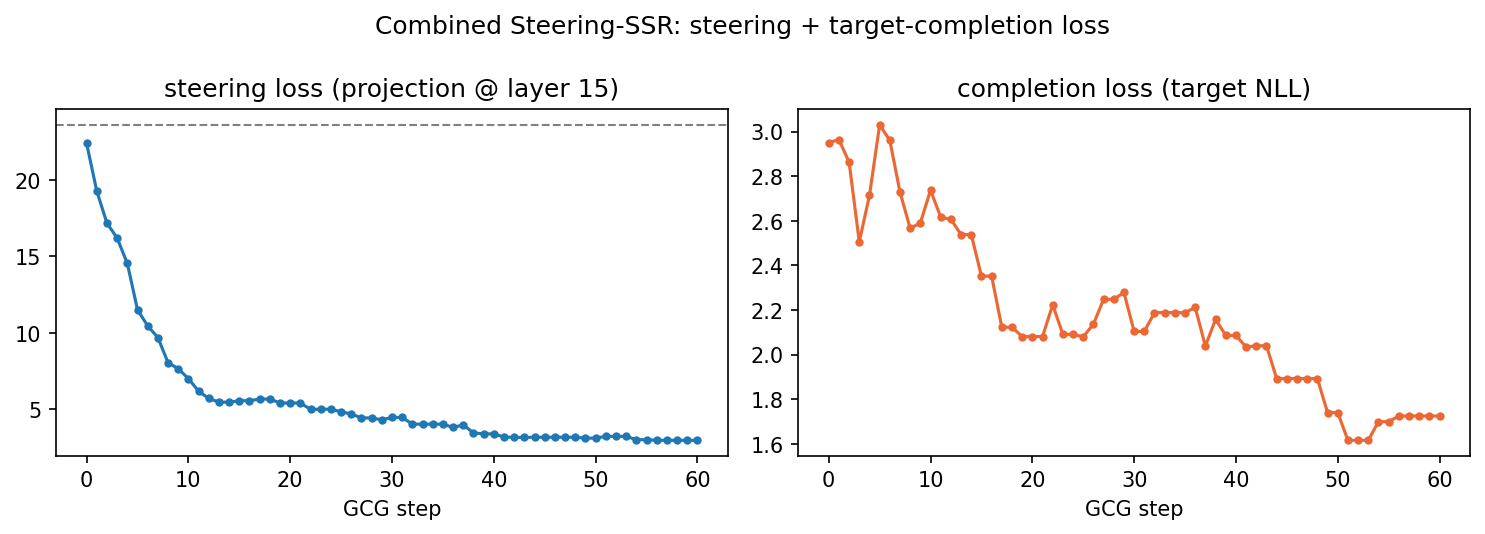 Combined Steering-SSR: steering + target-completion loss
steering loss (projection @ layer 15)
20
15
10
5
0 10 20 30 40 50 60
GCG step
completion loss (target NLL)
3.0
2.8
2.6
2.4
2.2
2.0
1.8
1.6
0 10 20 30 40 50 60
GCG step